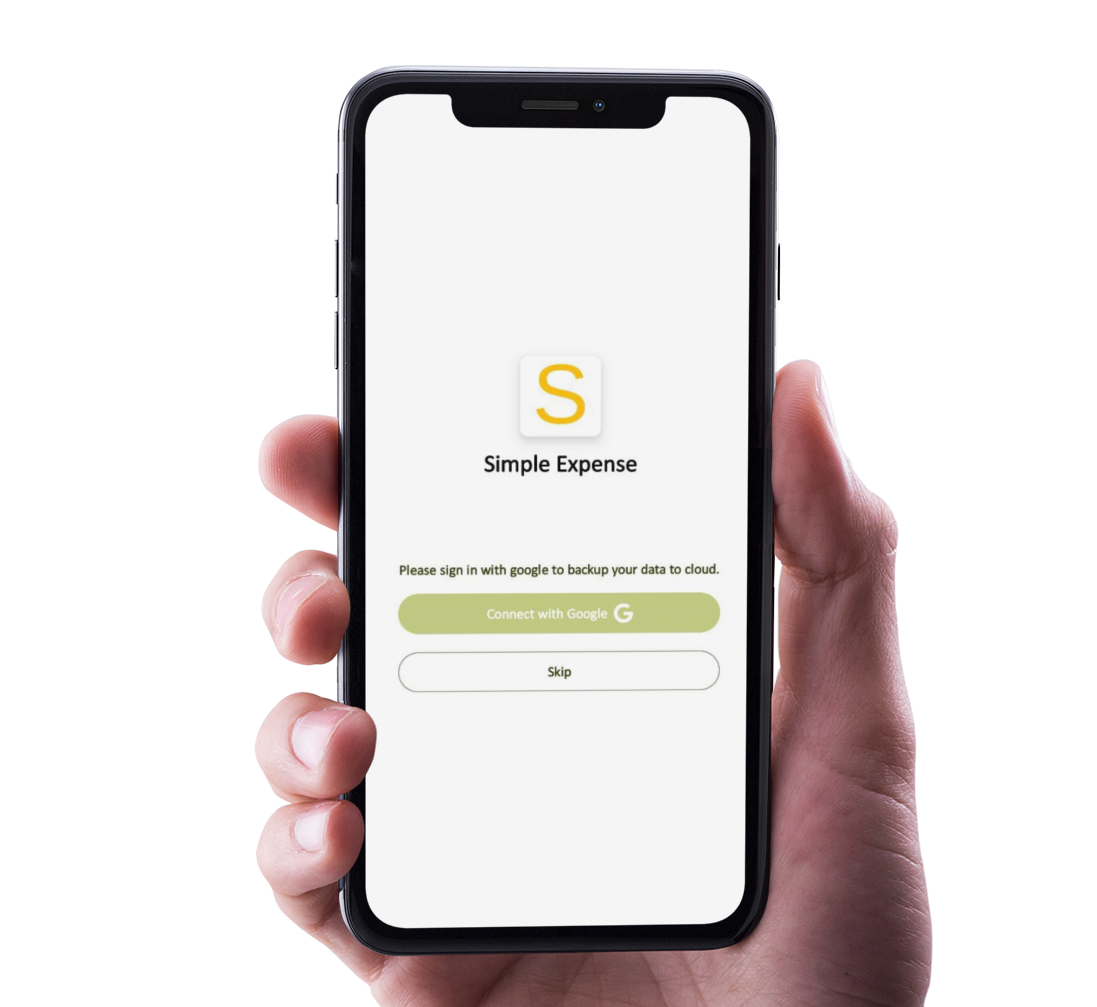 S
Simple Expense
Please sign in with google to backup your data to cloud.
Connect with Google G
Skip